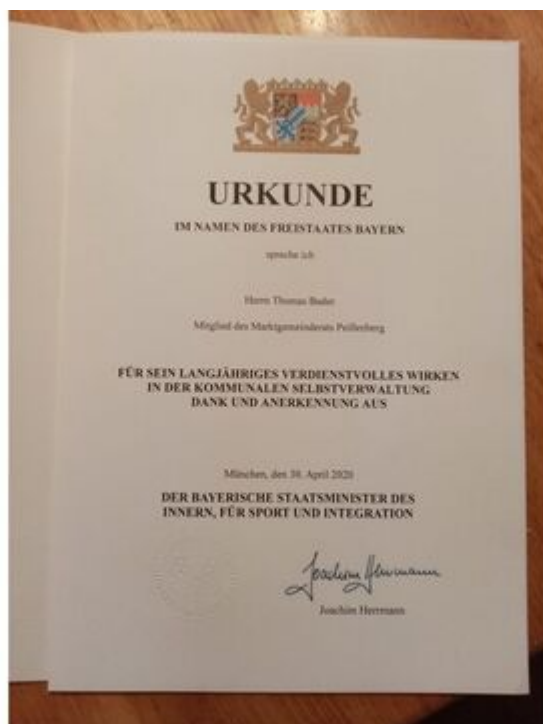 URKUNDE
IM NAMEN DES FREISTAATES BAYERN
spreche ich
Herrn Thomas Bader
Mitglied des Marktgemeinderats Peißenberg
FÜR SEIN LANGJÄHRIGES VERDIENSTVOLLES WIRKEN
IN DER KOMMUNALEN SELBSTVERWALTUNG
DANK UND ANERKENNUNG AUS
München, den 30. April 2020
DER BAYERISCHE STAATSMINISTER DES
INNERN, FÜR SPORT UND INTEGRATION
Joachim Herrmann
Joachim Herrmann